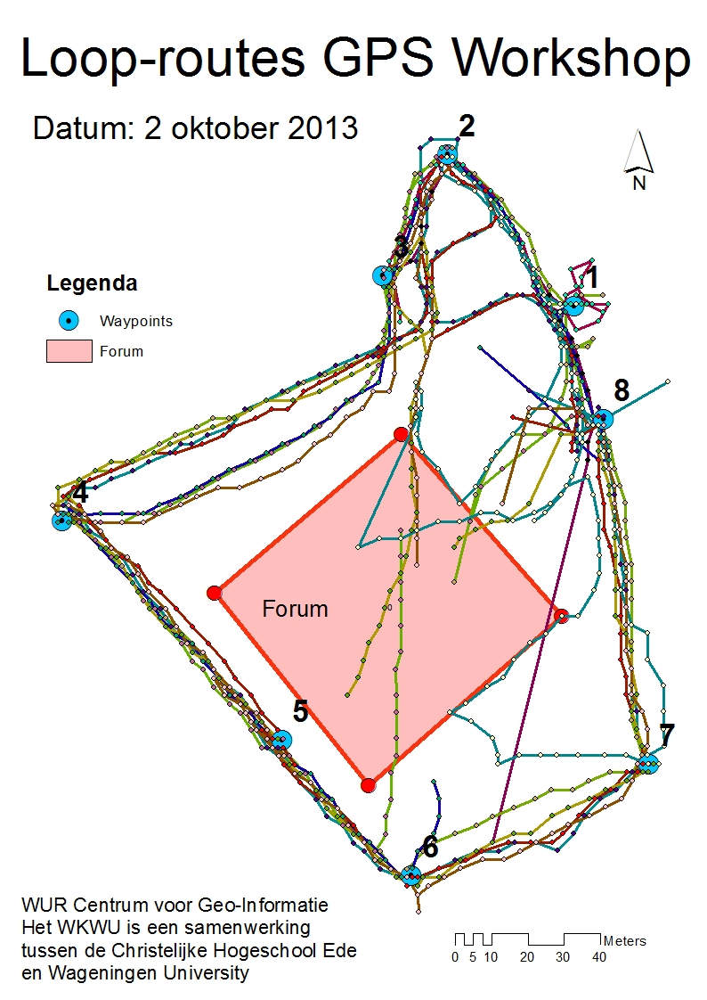 Loop-routes GPS Workshop
Datum: 2 oktober 2013
2
N
3
1
Legenda
Waypoints
Forum
8
4
Forum
5
7
6
WUR Centrum voor Geo-Informatie
Het WKWU is een samenwerking
tussen de Christelijke Hogeschool Ede
en Wageningen University
Meters
0 5 10 20 30 40